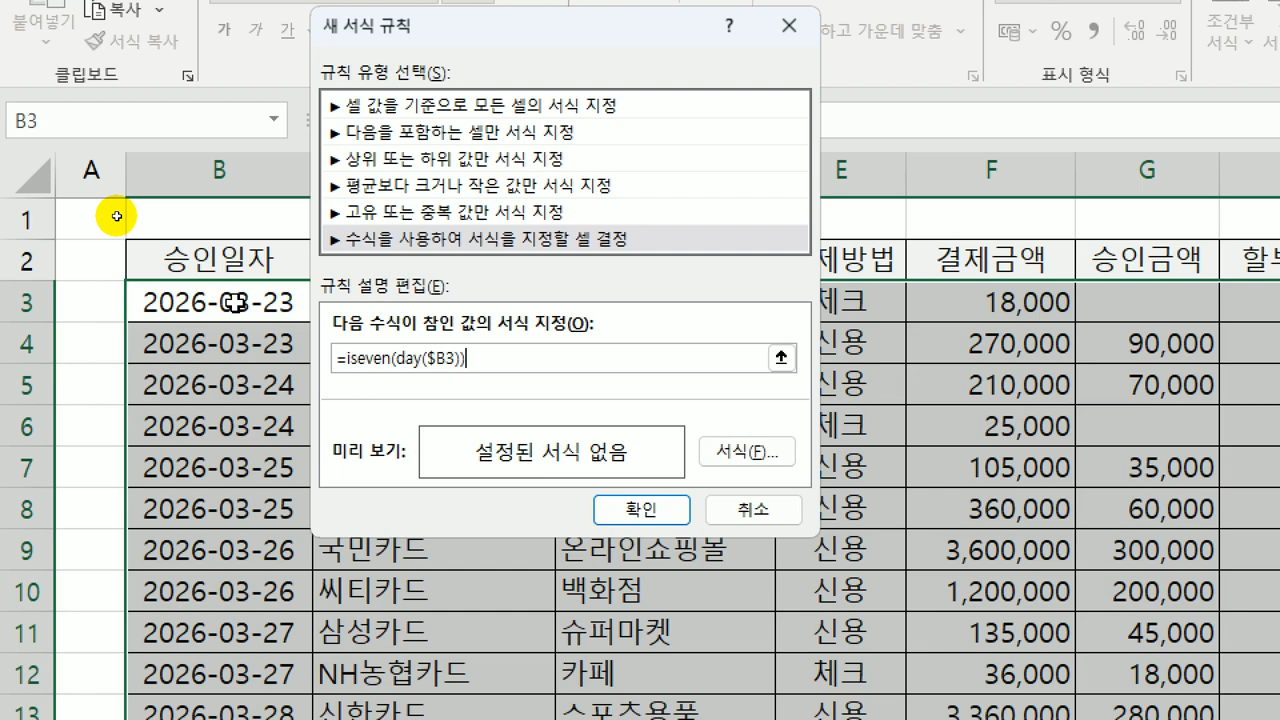 붙여넣기
복사
서식 복사
클립보드
가 가 가
하고 가운데 맞춤
%
표시 형식
조건부
서식
B3
새 서식 규칙
?
규칙 유형 선택(S):
► 셀 값을 기준으로 모든 셀의 서식 지정
► 다음을 포함하는 셀만 서식 지정
► 상위 또는 하위 값만 서식 지정
► 평균보다 크거나 작은 값만 서식 지정
► 고유 또는 중복 값만 서식 지정
► 수식을 사용하여 서식을 지정할 셀 결정
규칙 설명 편집(E):
다음 수식이 참인 값의 서식 지정(O):
=iseven(day($B3))
미리 보기: 설정된 서식 없음 서식(F)...
확인 취소
A B E F G
1
2 승인일자 제방법 결제금액 승인금액 할부
3 2026-03-23 체크 18,000
4 2026-03-23 신용 270,000 90,000
5 2026-03-24 신용 210,000 70,000
6 2026-03-24 체크 25,000
7 2026-03-25 신용 105,000 35,000
8 2026-03-25 신용 360,000 60,000
9 2026-03-26 국민카드 온라인쇼핑몰 신용 3,600,000 300,000
10 2026-03-26 씨티카드 백화점 신용 1,200,000 200,000
11 2026-03-27 삼성카드 슈퍼마켓 신용 135,000 45,000
12 2026-03-27 NH농협카드 카페 체크 36,000 18,000
13 2026-03-28 신한카드 스포츠용품 신용 3,360,000 280,000